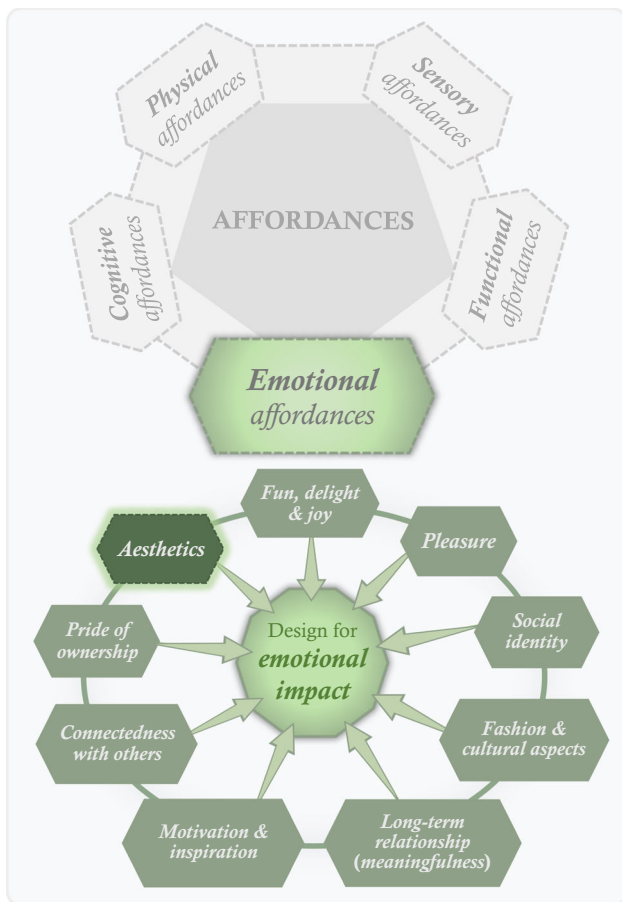 Physical
affordances
Sensory
affordances
Cognitive
affordances
AFFORDANCES
Functional
affordances
Emotional
affordances
Fun, delight
& joy
Aesthetics
Pleasure
Pride of
ownership
Design for
emotional
impact
Social
identity
Connectedness
with others
Fashion &
cultural aspects
Motivation &
inspiration
Long-term
relationship
(meaningfulness)